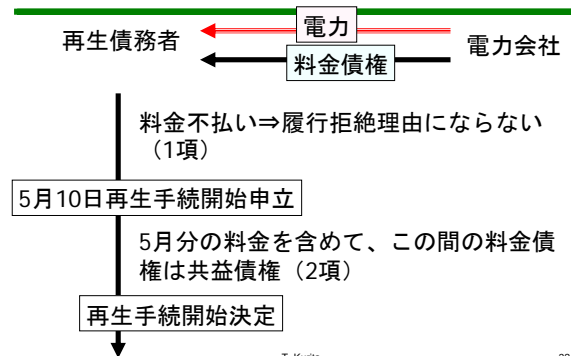 電力
再生債務者
電力会社
料金債権
料金不払い⇒履行拒絶理由にならない
（1項）
5月10日再生手続開始申立
5月分の料金を含めて、この間の料金債
権は共益債権（2項）
再生手続開始決定